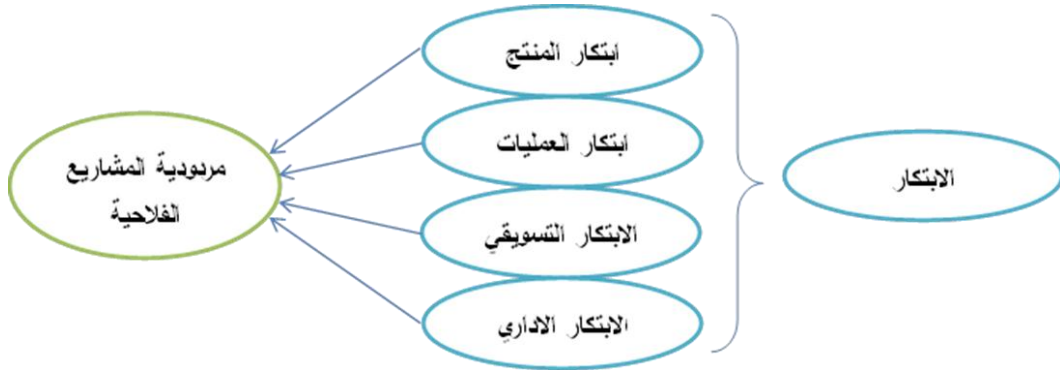 الابتكار
ابتكار المنتج
ابتكار العمليات
الابتكار التسويقي
الابتكار الاداري
مردودية المشاريع
الفلاحية